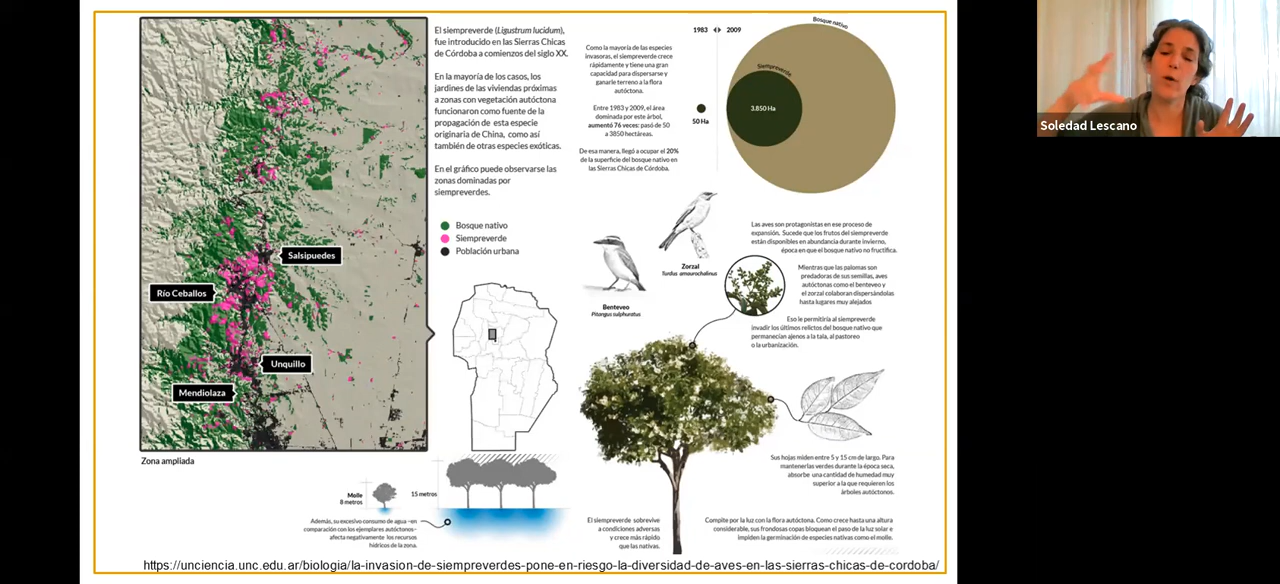 El siempreverde (Ligustrum lucidum),
fue introducido en las Sierras Chicas
de Córdoba a comienzos del siglo XX.
En la mayoría de los casos, los
jardines de las viviendas próximas
a zonas con vegetación autóctona
funcionaron como fuente de la
propagación de esta especie
originaria de China, como así
también de otras especies exóticas.
En el gráfico puede observarse las
zonas dominadas por
siempreverdes.
Bosque nativo
Siempreverde
Población urbana
Salsipuedes
Río Ceballos
Unquillo
Mendiolaza
Zona ampliada
Como la mayoría de las especies
invasoras, el siempreverde crece
rápidamente y tiene una gran
capacidad para dispersarse y
ganarle terreno a la flora
autóctona.
Entre 1983 y 2009, el área
dominada por este árbol,
aumentó 76 veces: pasó de 50
a 3850 hectáreas.
De esa manera, llegó a ocupar el 20%
de la superficie del bosque nativo en
las Sierras Chicas de Córdoba.
1983 2009
50 Ha
Bosque nativo
Siempreverde
3.850 Ha
Soledad Lescano
Zorzal
Turdus amaurochalinus
Benteveo
Pitangus sulphuratus
Las aves son protagonistas en ese proceso de
expansión. Sucede que los frutos del siempreverde
están disponibles en abundancia durante invierno,
época en que el bosque nativo no fructifica.
Mientras que las palomas son
predadoras de sus semillas, aves
autóctonas como el benteveo y
el zorzal colaboran dispersándolas
hasta lugares muy alejados
Eso le permitiría al siempreverde
invadir los últimos relictos del bosque nativo que
permanecían ajenos a la tala, al pastoreo
o la urbanización.
Sus hojas miden entre 5 y 15 cm de largo. Para
mantenerlas verdes durante la época seca,
absorbe una cantidad de humedad muy
superior a la que requieren los
árboles autóctonos.
Molle
8 metros
15 metros
Además, su excesivo consumo de agua -en
comparación con los ejemplares autóctonos-
afecta negativamente los recursos
hídricos de la zona.
El siempreverde sobrevive
a condiciones adversas
y crece más rápido
que las nativas.
Compite por la luz con la flora autóctona. Como crece hasta una altura
considerable, sus frondosas copas bloquean el paso de la luz solar e
impiden la germinación de especies nativas como el molle.
https://unciencia.unc.edu.ar/biologia/la-invasion-de-siempreverdes-pone-en-riesgo-la-diversidad-de-aves-en-las-sierras-chicas-de-cordoba/